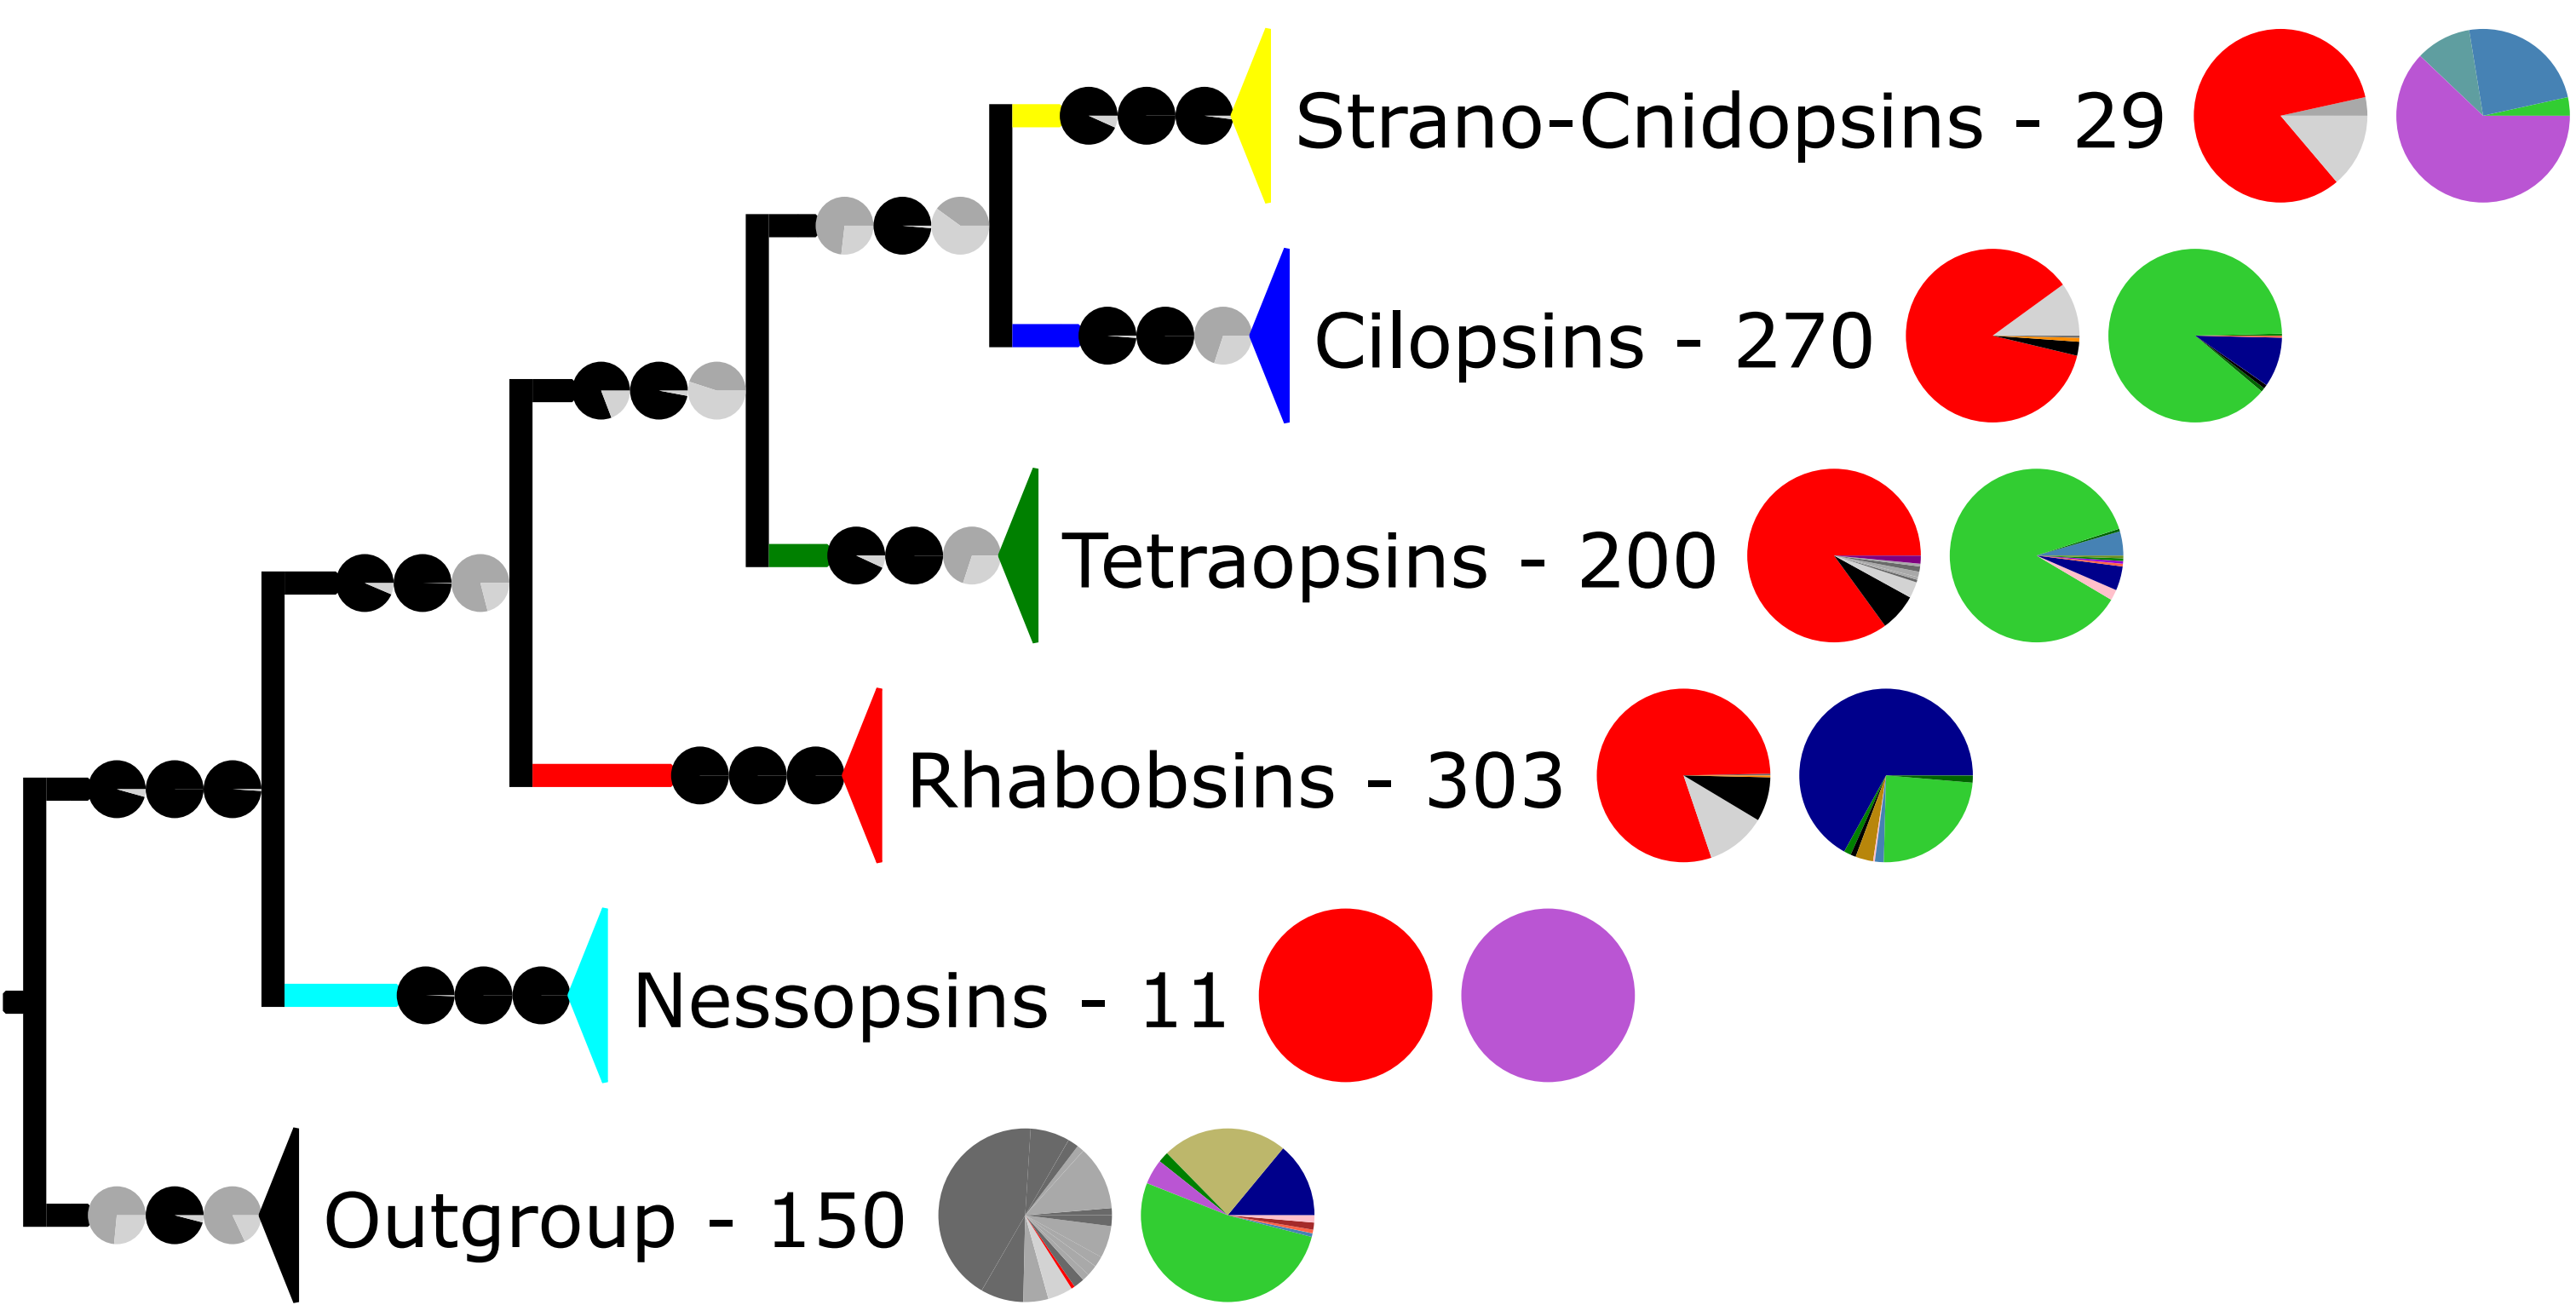 Strano-Cnidopsins - 29
Cilopsins - 270
Tetraopsins - 200
Rhabobsins - 303
Nessopsins - 11
Outgroup - 150